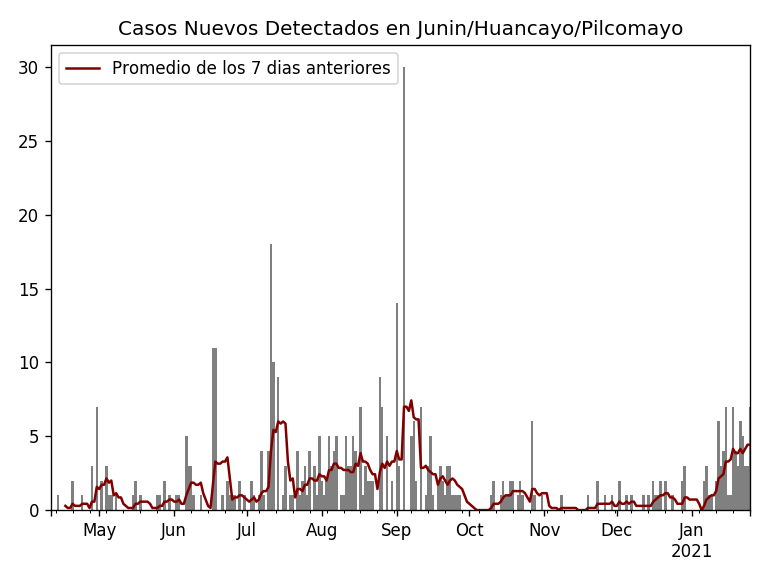 Casos Nuevos Detectados en Junin/Huancayo/Pilcomayo
Promedio de los 7 dias anteriores
30
25
20
15
10
5
0
May Jun Jul Aug Sep Oct Nov Dec Jan
2021